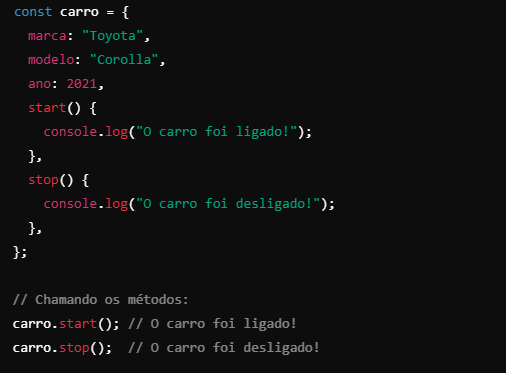 const carro = {
  marca: "Toyota",
  modelo: "Corolla",
  ano: 2021,
  start() {
    console.log("O carro foi ligado!");
  },
  stop() {
    console.log("O carro foi desligado!");
  },
};

// Chamando os métodos:
carro.start(); // O carro foi ligado!
carro.stop();  // O carro foi desligado!